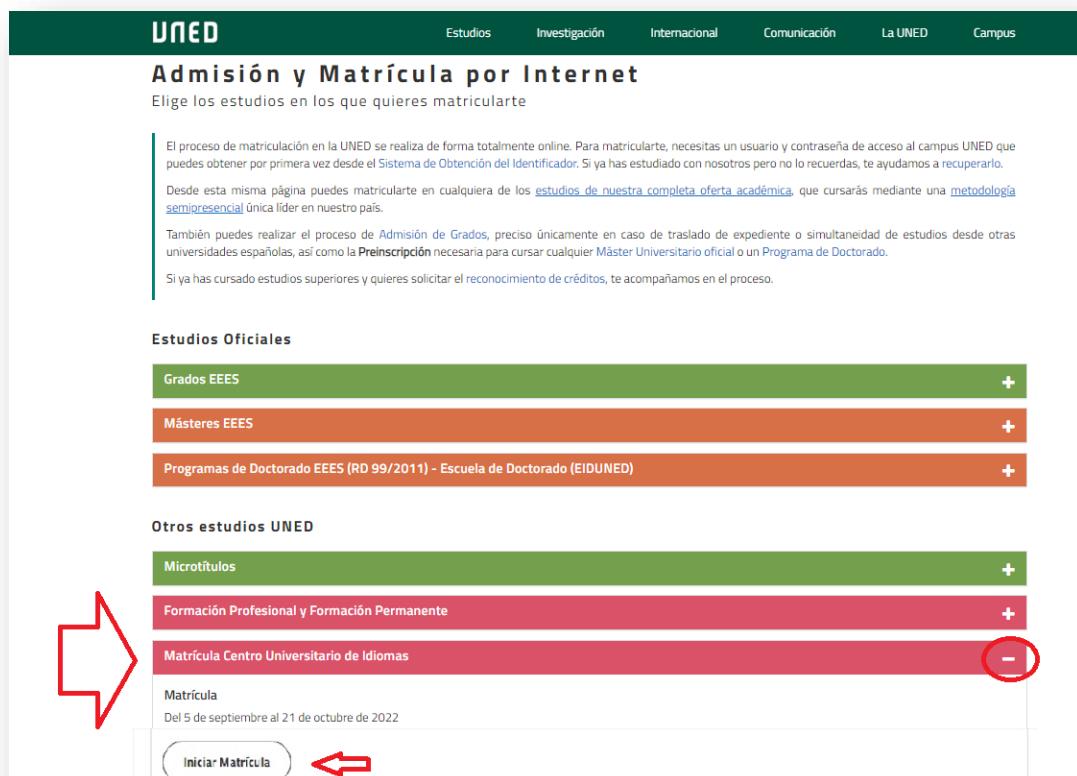 UNED
Estudios Investigación Internacional Comunicación La UNED Campus
Admisión y Matrícula por Internet
Elige los estudios en los que quieres matricularte
El proceso de matriculación en la UNED se realiza de forma totalmente online. Para matricularte, necesitas un usuario y contraseña de acceso al campus UNED que
puedes obtener por primera vez desde el Sistema de Obtención del Identificador. Si ya has estudiado con nosotros pero no lo recuerdas, te ayudamos a recuperarlo.
Desde esta misma página puedes matricularte en cualquiera de los estudios de nuestra completa oferta académica, que cursarás mediante una metodología
semipresencial única líder en nuestro país.
También puedes realizar el proceso de Admisión de Grados, preciso únicamente en caso de traslado de expediente o simultaneidad de estudios desde otras
universidades españolas, así como la Preinscripción necesaria para cursar cualquier Máster Universitario oficial o un Programa de Doctorado.
Si ya has cursado estudios superiores y quieres solicitar el reconocimiento de créditos, te acompañamos en el proceso.
Estudios Oficiales
Grados EEES
Másteres EEES
Programas de Doctorado EEES (RD 99/2011) - Escuela de Doctorado (EIDUNED)
Otros estudios UNED
Microtítulos
Formación Profesional y Formación Permanente
Matrícula Centro Universitario de Idiomas
Matrícula
Del 5 de septiembre al 21 de octubre de 2022
Iniciar Matrícula